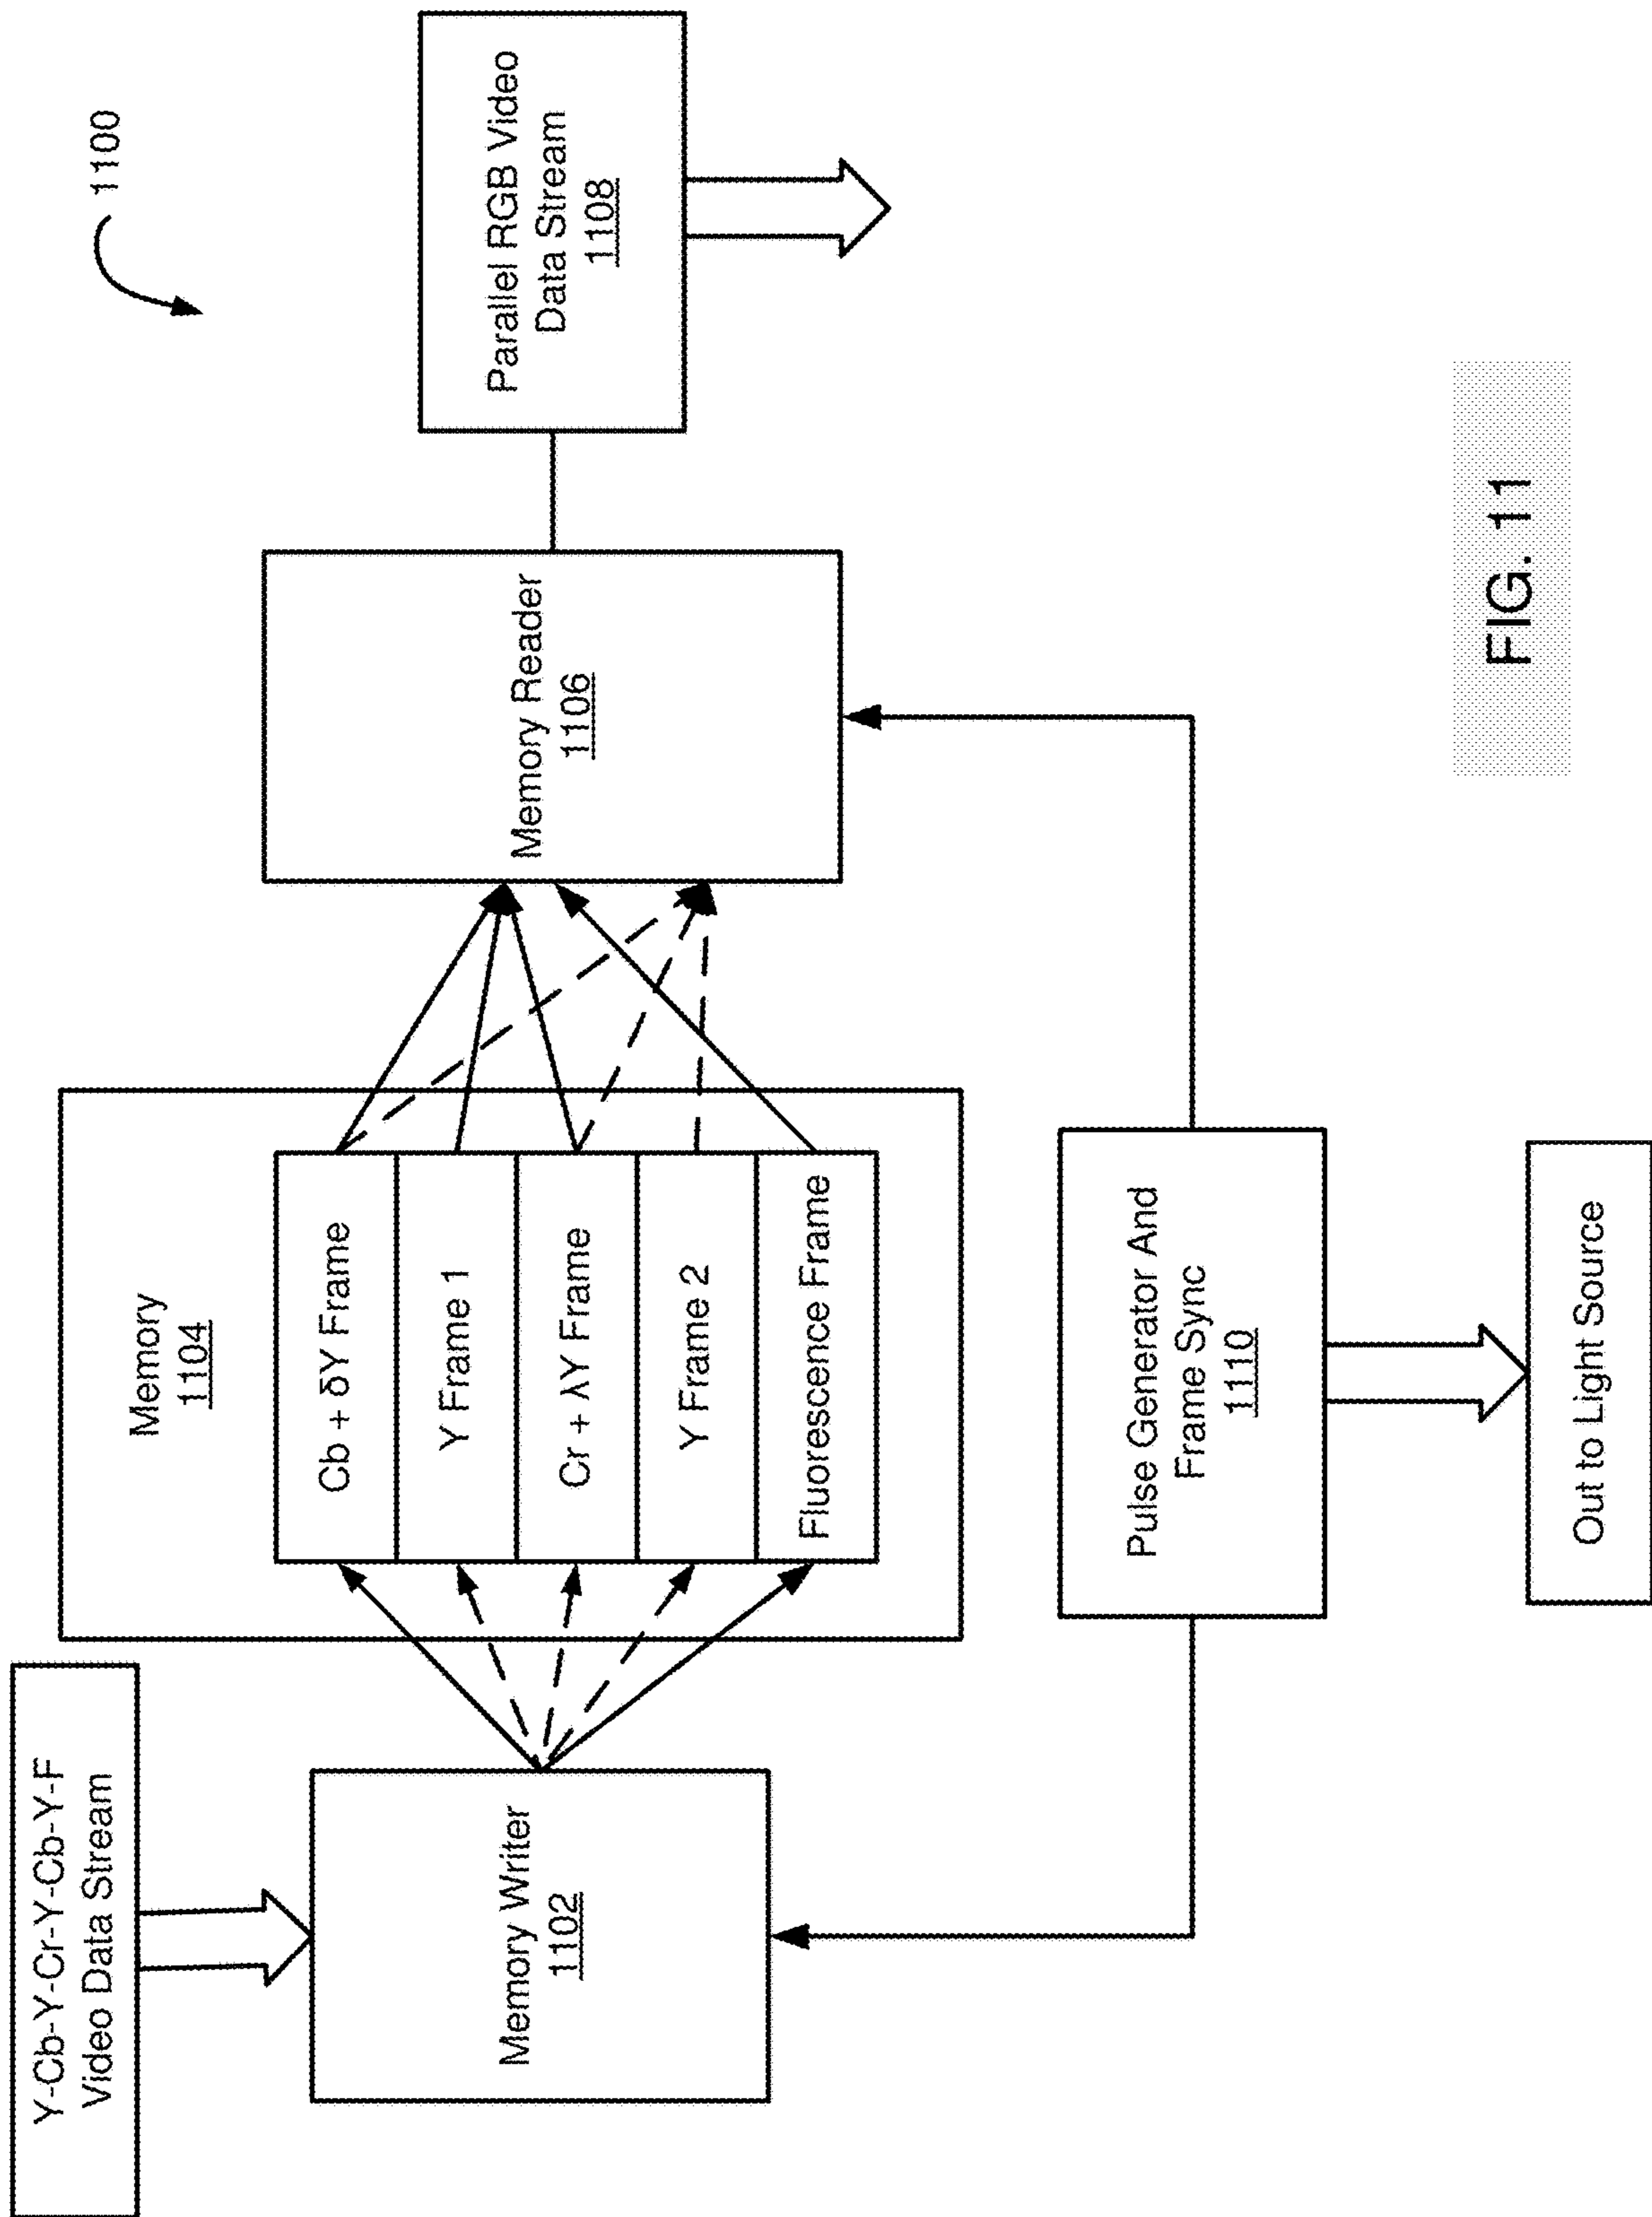 1100
Y-Cb-Y-Cr-Y-Cb-Y-F
Video Data Stream
Memory Writer
1102
Memory
1104
Cb + δY Frame
Y Frame 1
Cr + λY Frame
Y Frame 2
Fluorescence Frame
Memory Reader
1106
Parallel RGB Video
Data Stream
1108
Pulse Generator And
Frame Sync
1110
Out to Light Source
FIG. 11